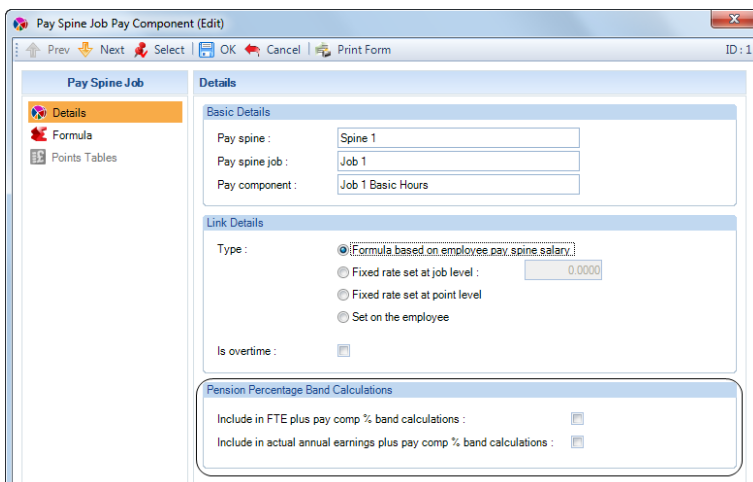 Pay Spine Job Pay Component (Edit)
Prev Next Select OK Cancel Print Form ID : 1
Pay Spine Job
Details
Formula
Points Tables
Details
Basic Details
Pay spine : Spine 1
Pay spine job : Job 1
Pay component : Job 1 Basic Hours
Link Details
Type : Formula based on employee pay spine salary
Fixed rate set at job level : 0.0000
Fixed rate set at point level
Set on the employee
Is overtime :
Pension Percentage Band Calculations
Include in FTE plus pay comp % band calculations :
Include in actual annual earnings plus pay comp % band calculations :